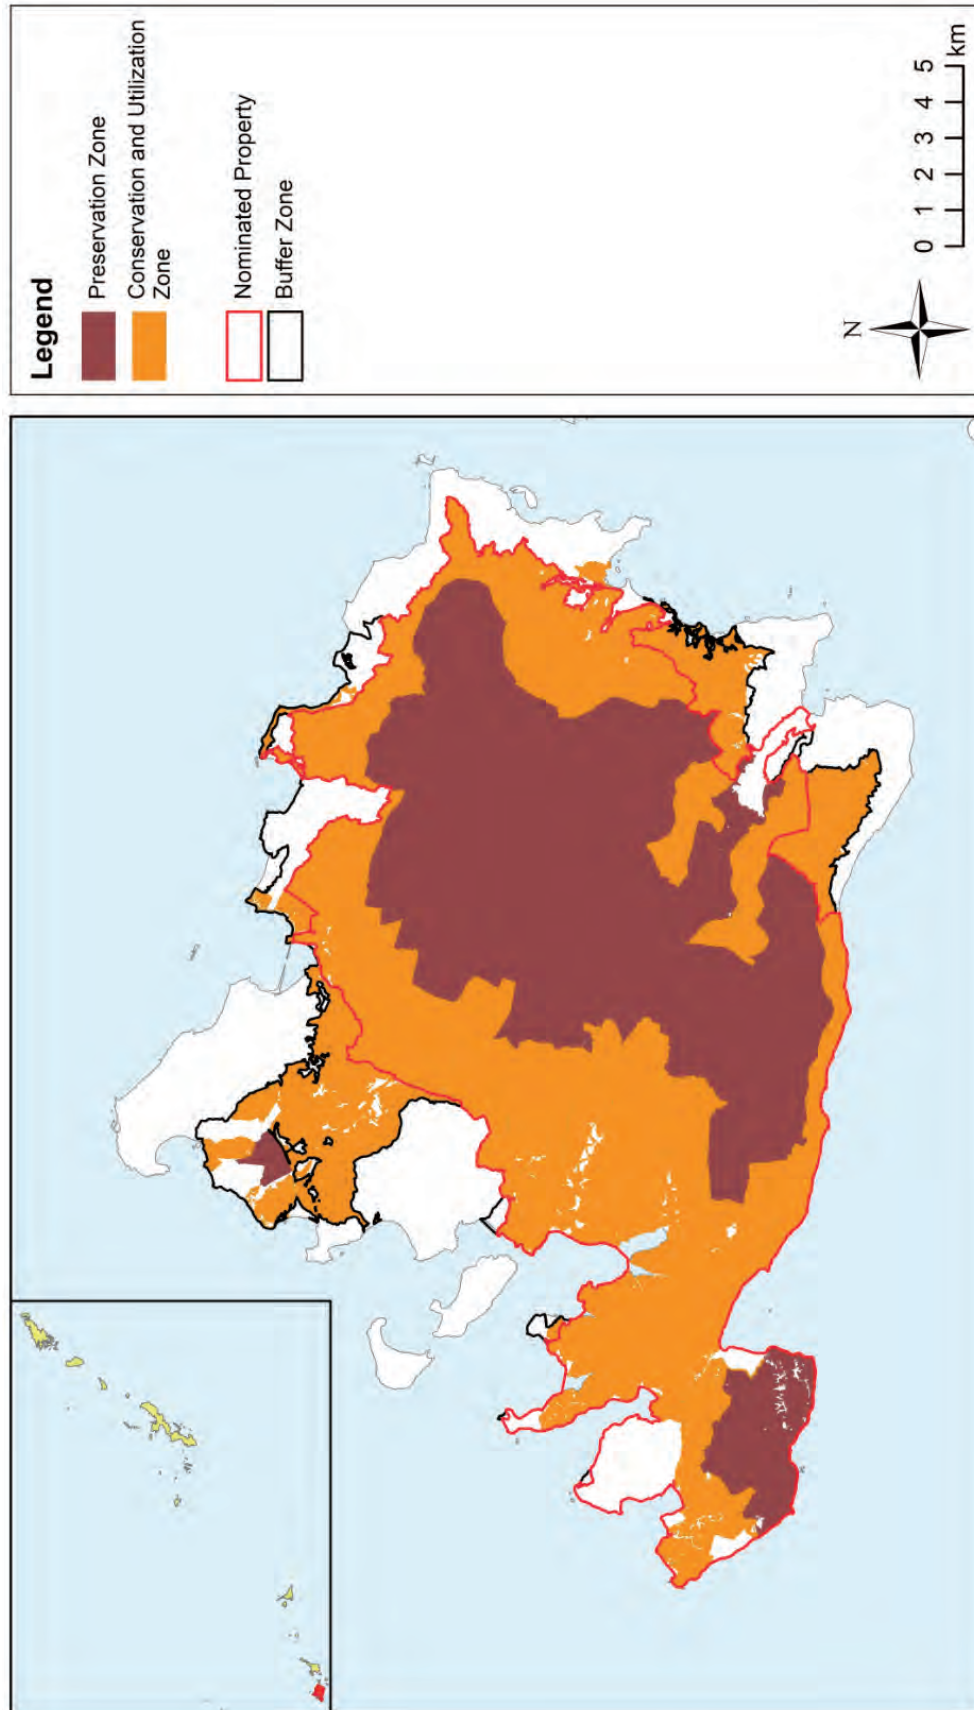 Legend
Preservation Zone
Conservation and Utilization
Zone
Nominated Property
Buffer Zone
N
0 1 2 3 4 5
km